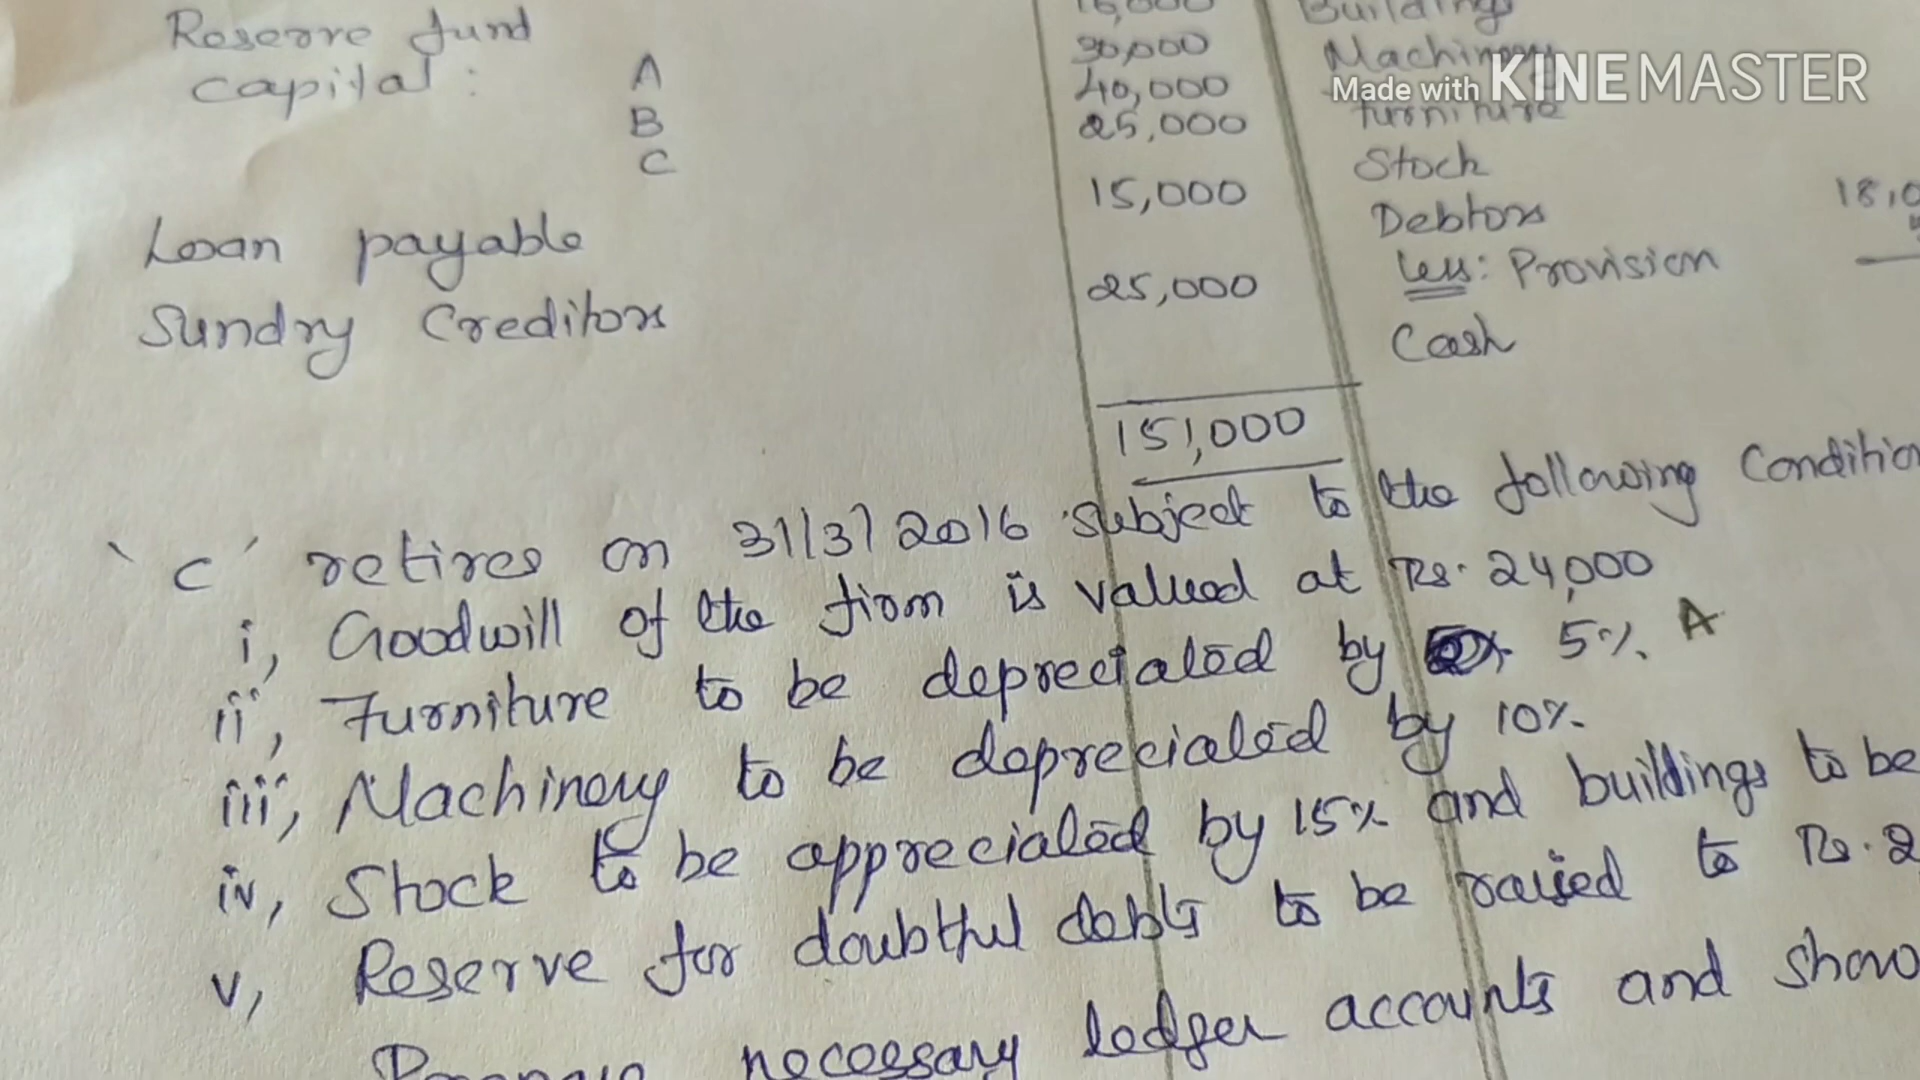 16,000 Buildings
Reserve fund 30,000 Machinery
capital : A 40,000 Furniture
B 25,000 Stock
C 15,000 Debtors
Loan payable Less: Provision
Sundry Creditors 25,000 Cash
151,000
'C' retires on 31/3/2016 subject to the following
i, Goodwill of the firm is valued at Rs. 24,000
ii, Furniture to be depreciated by 5%. A
iii, Machinery to be depreciated by 10%.
iv, Stock to be appreciated by 15% and buildings to be
v, Reserve for doubtful debts to be raised to Rs.
necessary ledger accounts and show
Made with KINEMASTER